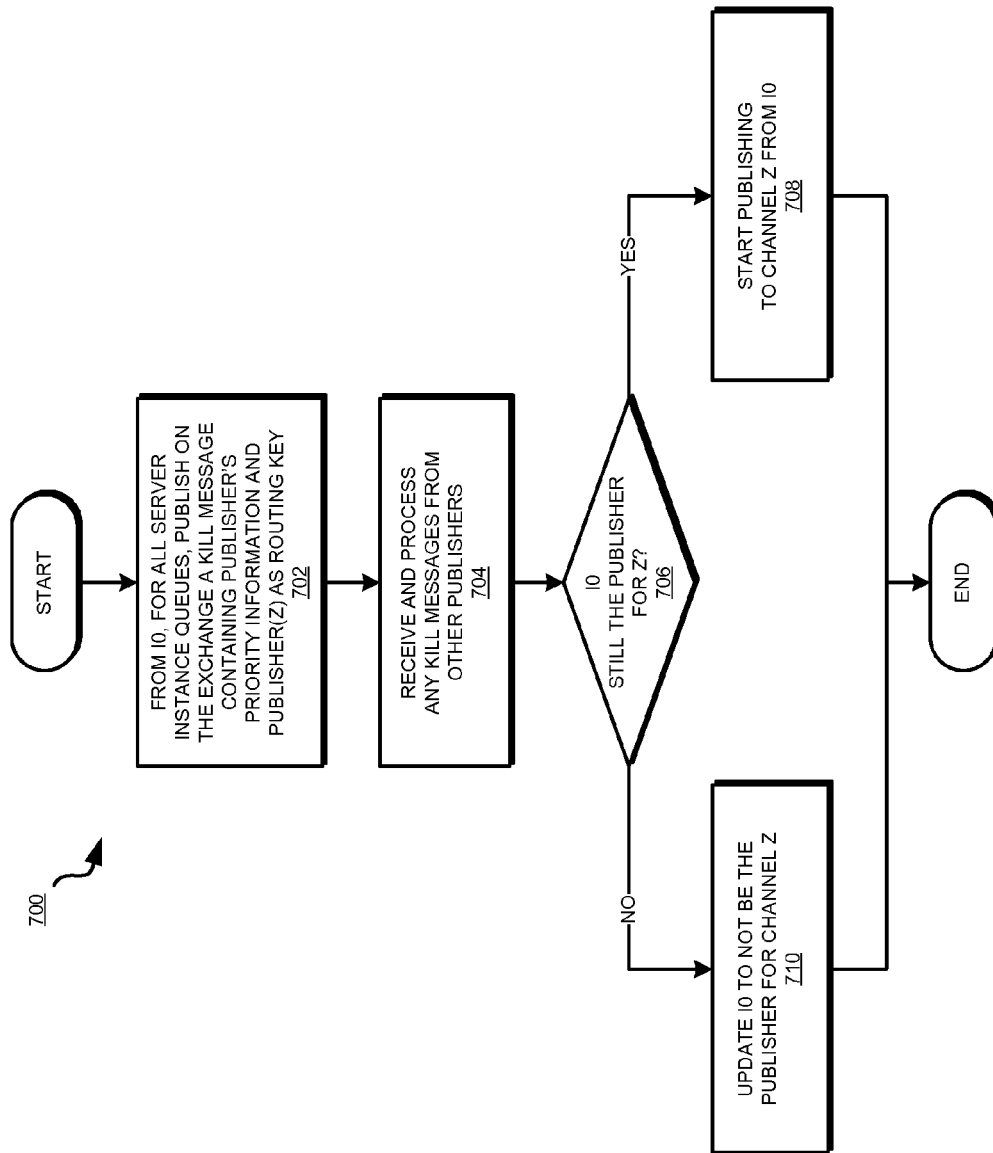 700
START
FROM I0, FOR ALL SERVER
INSTANCE QUEUES, PUBLISH ON
THE EXCHANGE A KILL MESSAGE
CONTAINING PUBLISHER'S
PRIORITY INFORMATION AND
PUBLISHER(Z) AS ROUTING KEY
702
RECEIVE AND PROCESS
ANY KILL MESSAGES FROM
OTHER PUBLISHERS
704
I0
STILL THE PUBLISHER
FOR Z?
706
NO
YES
UPDATE I0 TO NOT BE THE
PUBLISHER FOR CHANNEL Z
710
START PUBLISHING
TO CHANNEL Z FROM I0
708
END